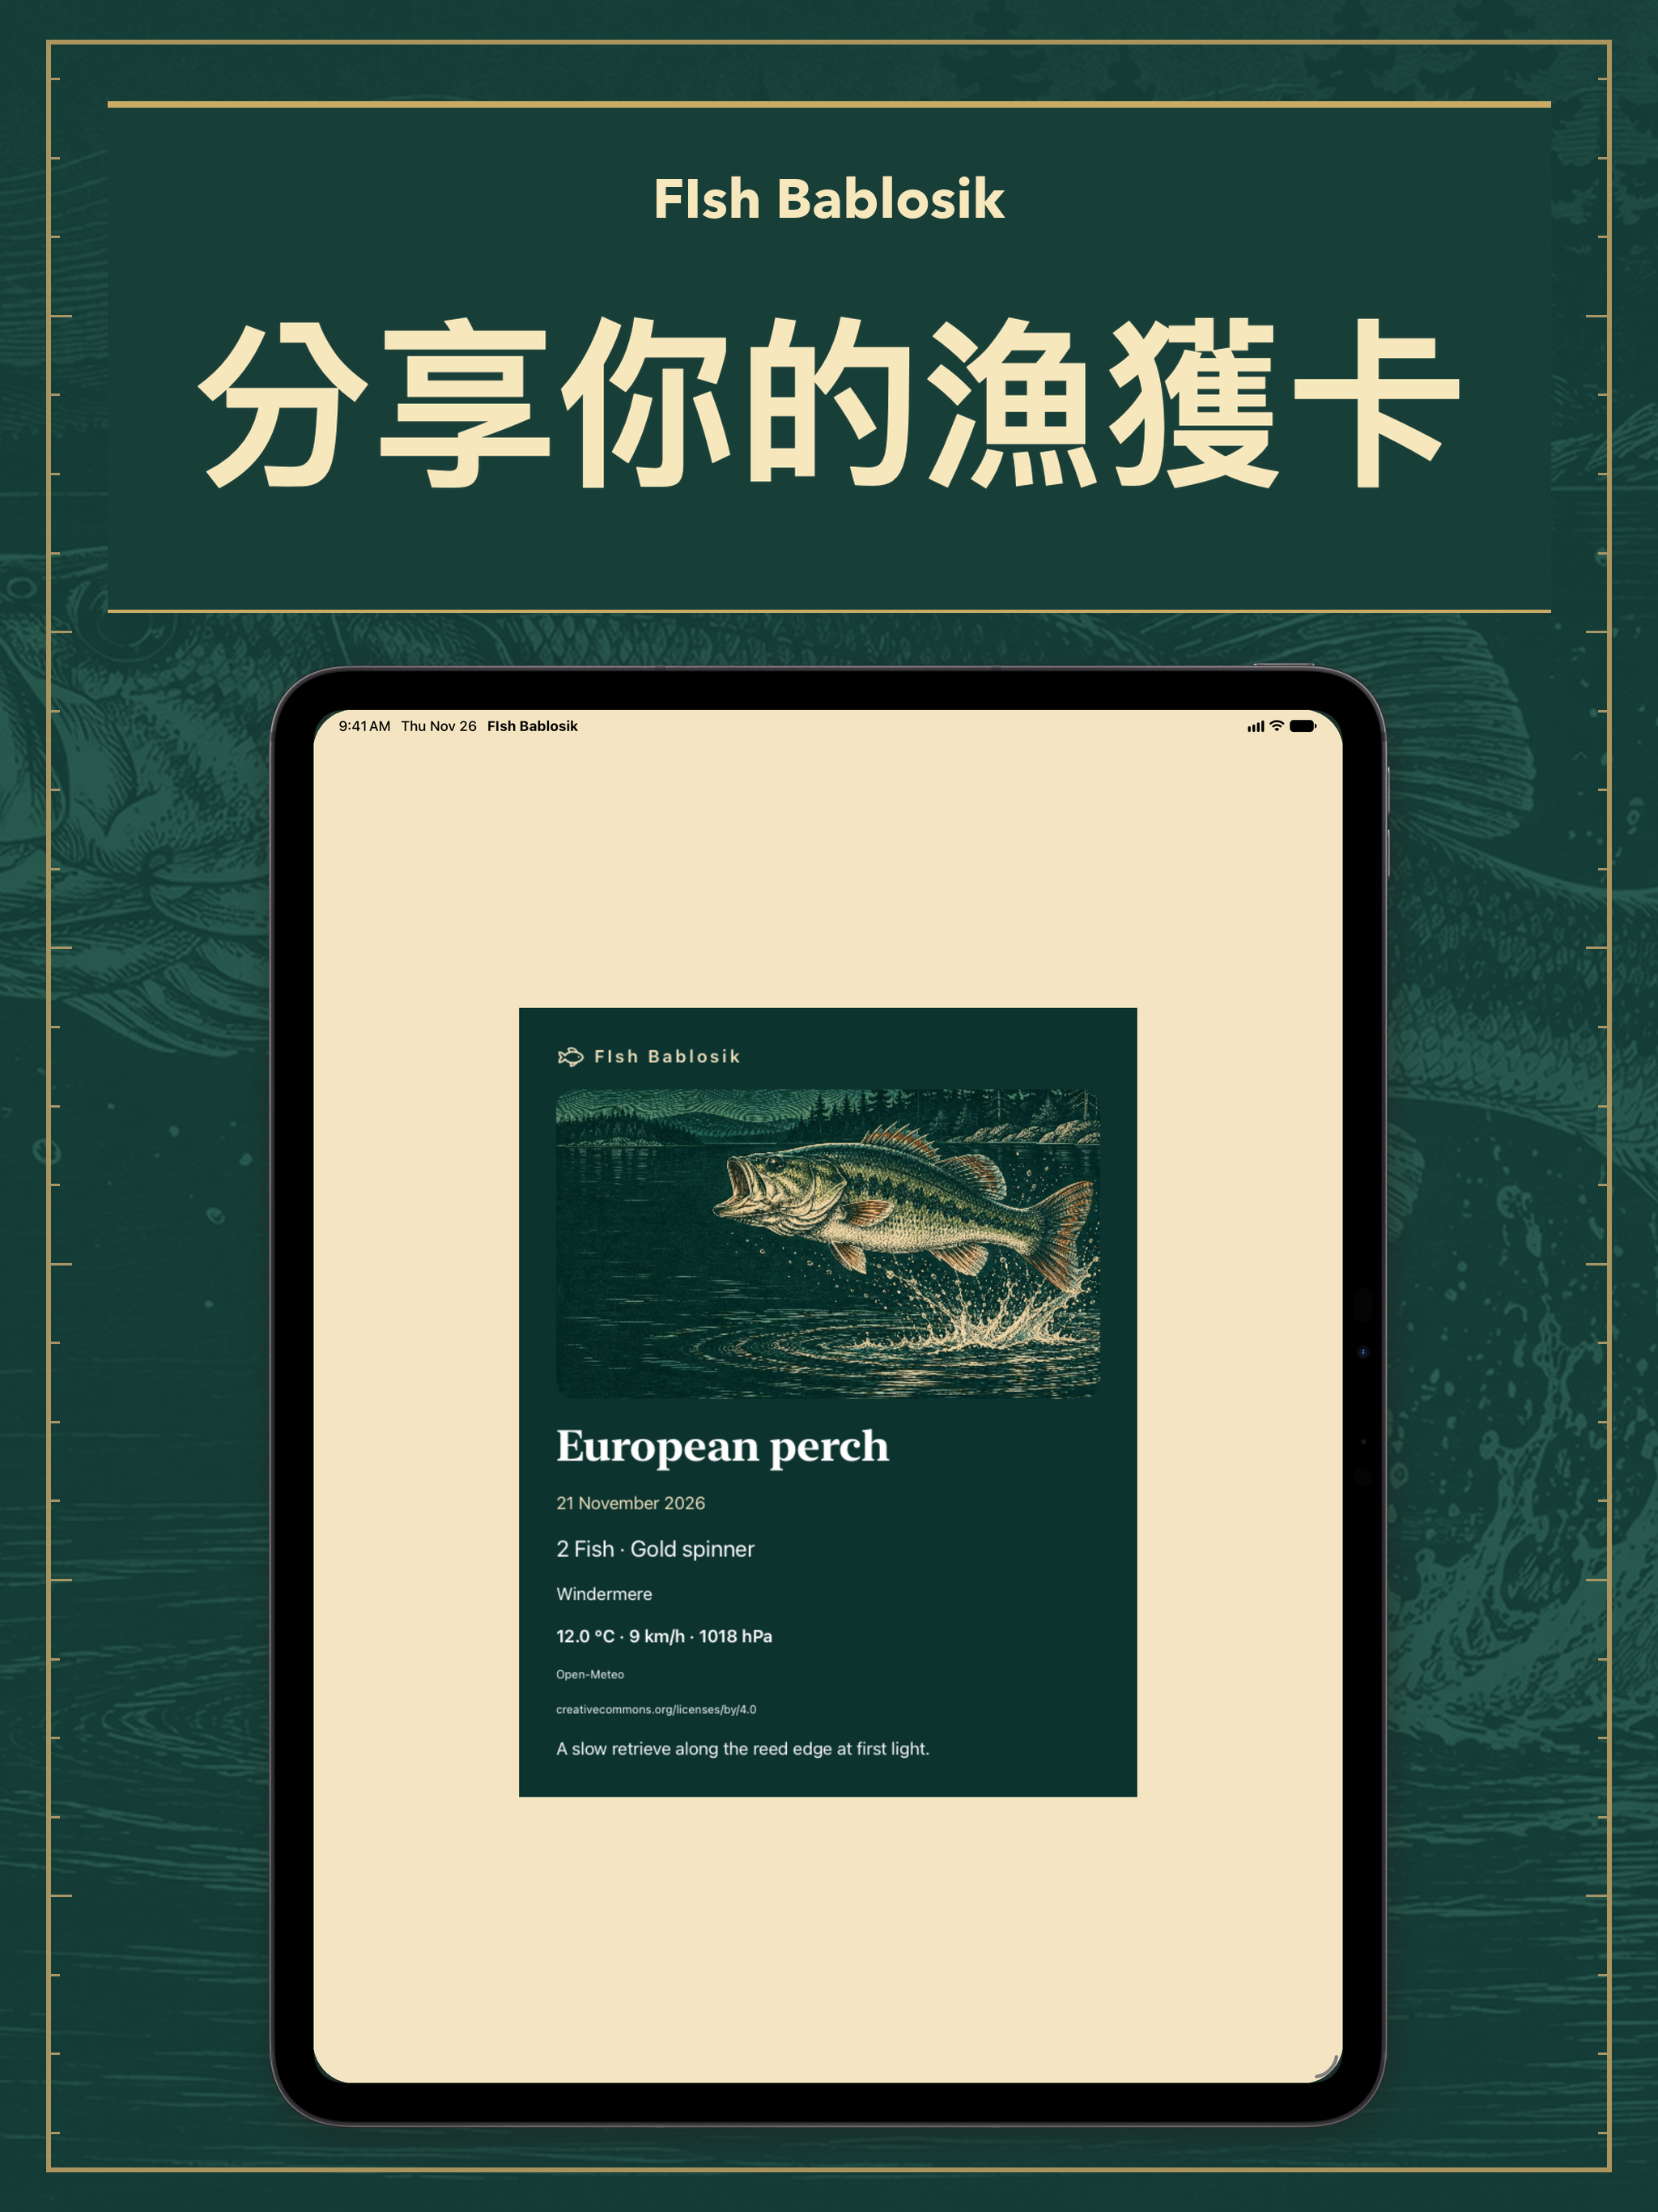 FIsh Bablosik
分享你的漁獲卡
9:41 AM Thu Nov 26 FIsh Bablosik
FIsh Bablosik
European perch
21 November 2026
2 Fish · Gold spinner
Windermere
12.0 °C · 9 km/h · 1018 hPa
Open-Meteo
creativecommons.org/licenses/by/4.0
A slow retrieve along the reed edge at first light.